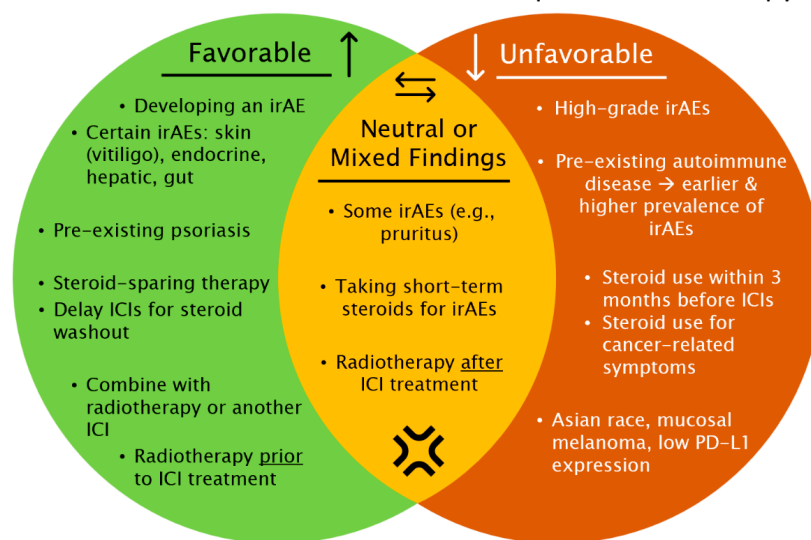 Favorable
• Developing an irAE
• Certain irAEs: skin
(vitiligo), endocrine,
hepatic, gut
• Pre-existing psoriasis
• Steroid-sparing therapy
• Delay ICIs for steroid
washout
• Combine with
radiotherapy or another
ICI
• Radiotherapy prior
to ICI treatment
Neutral or
Mixed Findings
• Some irAEs (e.g.,
pruritus)
• Taking short-term
steroids for irAEs
• Radiotherapy after
ICI treatment
Unfavorable
• High-grade irAEs
• Pre-existing autoimmune
disease → earlier &
higher prevalence of
irAEs
• Steroid use within 3
months before ICIs
• Steroid use for
cancer-related
symptoms
• Asian race, mucosal
melanoma, low PD-L1
expression